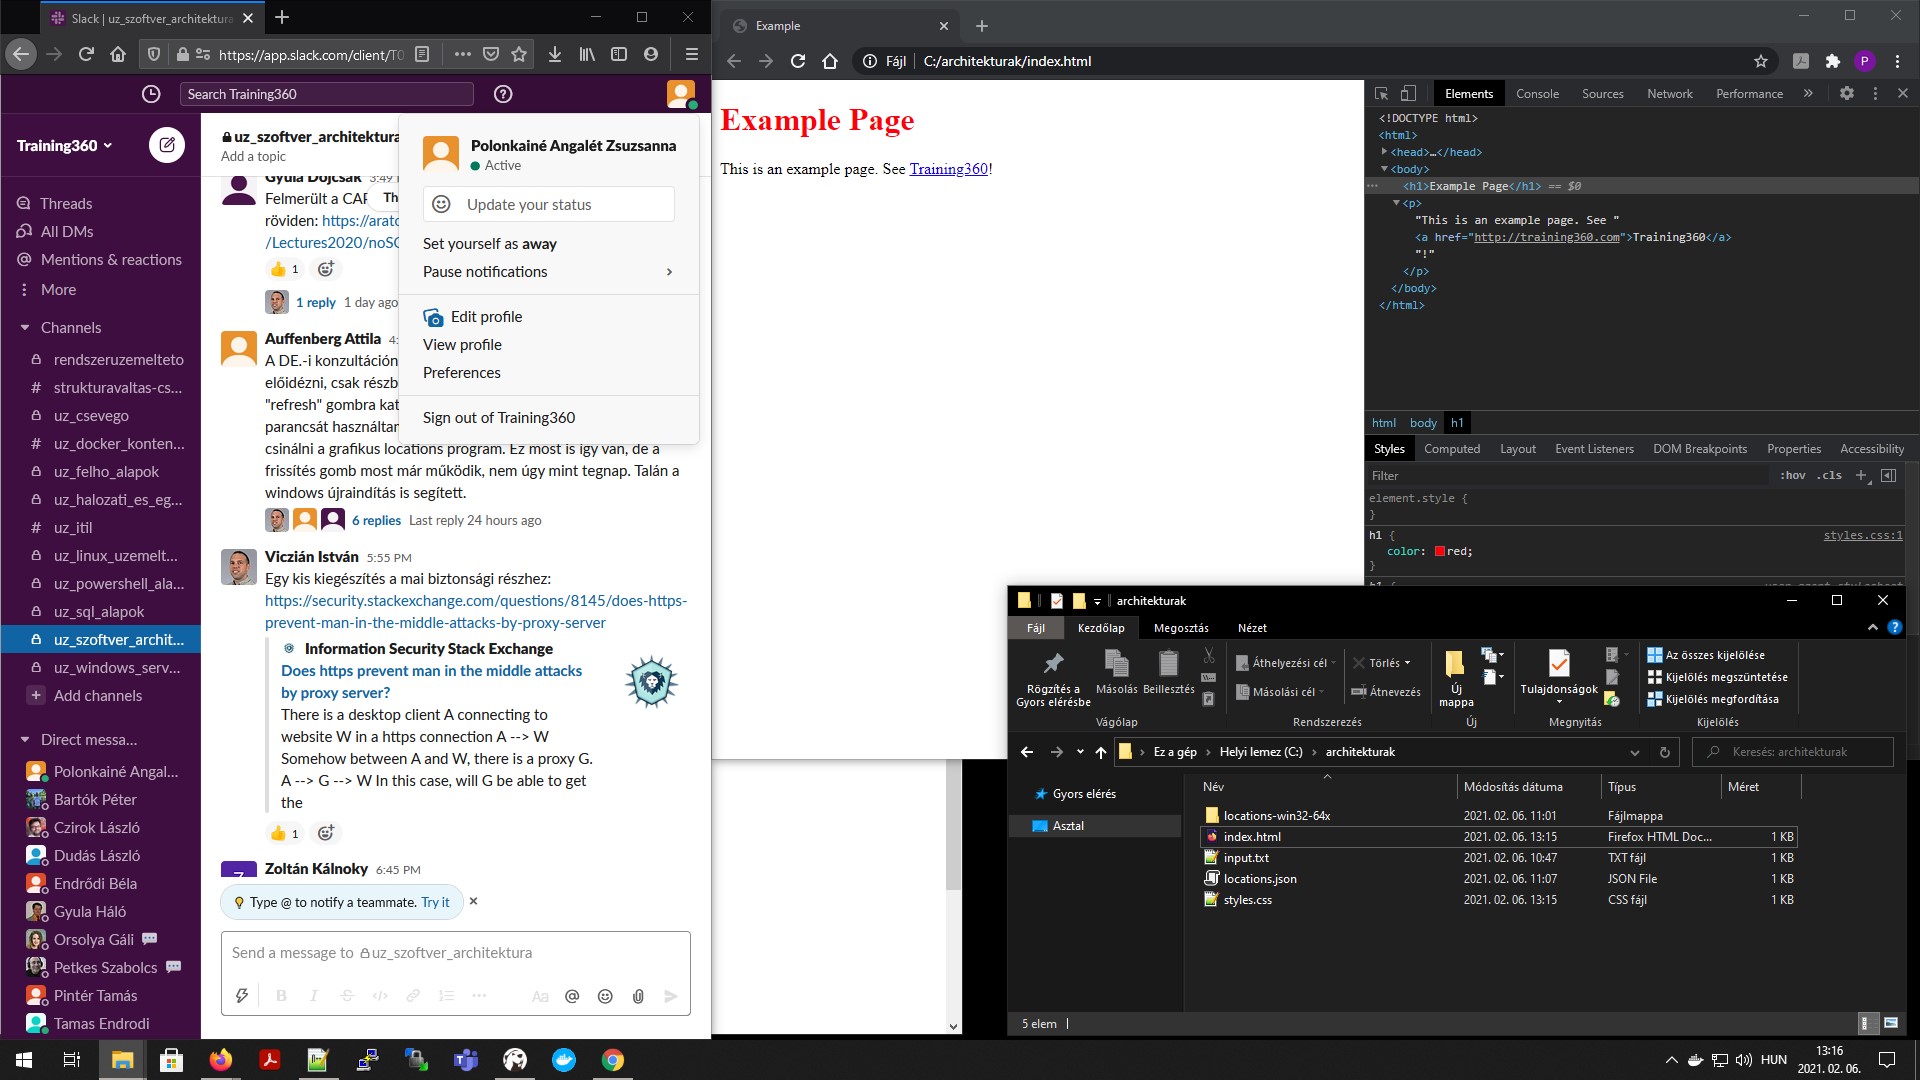 Slack | uz_szoftver_architektura
https://app.slack.com/client/T0
Search Training360
Training360
Threads
All DMs
Mentions & reactions
More
Channels
rendszeruzemelteto
strukturavaltas-cs...
uz_csevego
uz_docker_konten...
uz_felho_alapok
uz_halozati_es_eg...
uz_itil
uz_linux_uzemelt...
uz_powershell_ala...
uz_sql_alapok
uz_szoftver_archit...
uz_windows_serv...
Add channels
Direct messa...
Polonkainé Angal...
Bartók Péter
Czirok László
Dudás László
Endrődi Béla
Gyula Háló
Orsolya Gáli
Petkes Szabolcs
Pintér Tamás
Tamas Endrodi
uz_szoftver_architektura
Add a topic
Gyula Dojcsak 3:49
Felmerült a CAP
Th
röviden: https://arato
/Lectures2020/noSQ
1
1 reply 1 day ago
Auffenberg Attila 4:
A DE.-i konzultáción
előidézni, csak részb
"refresh" gombra kat
parancsát használtam
csinálni a grafikus locations program. Ez most is így van, de a
frissítés gomb most már működik, nem úgy mint tegnap. Talán a
windows újraindítás is segített.
6 replies Last reply 24 hours ago
Viczián István 5:55 PM
Egy kis kiegészítés a mai biztonsági részhez:
https://security.stackexchange.com/questions/8145/does-https-
prevent-man-in-the-middle-attacks-by-proxy-server
Information Security Stack Exchange
Does https prevent man in the middle attacks
by proxy server?
There is a desktop client A connecting to
website W in a https connection A --> W
Somehow between A and W, there is a proxy G.
A --> G --> W In this case, will G be able to get
the
1
Zoltán Kálnoky 6:45 PM
Type @ to notify a teammate. Try it
Send a message to uz_szoftver_architektura
Polonkainé Angalét Zsuzsanna
Active
Update your status
Set yourself as away
Pause notifications
Edit profile
View profile
Preferences
Sign out of Training360
Example
Fájl C:/architekturak/index.html
P
Example Page
This is an example page. See Training360!
Elements Console Sources Network Performance
<!DOCTYPE html>
<html>
<head>…</head>
<body>
<h1>Example Page</h1> == $0
<p>
"This is an example page. See "
<a href="http://training360.com">Training360</a>
"!"
</p>
</body>
</html>
html body h1
Styles Computed Layout Event Listeners DOM Breakpoints Properties Accessibility
Filter :hov .cls
element.style {
}
h1 { styles.css:1
color: red;
}
architekturak
Fájl Kezdőlap Megosztás Nézet
Rögzítés a Gyors elérésbe
Másolás
Beillesztés
Vágólap
Áthelyezési cél
Másolási cél
Törlés
Átnevezés
Rendszerezés
Új mappa
Új
Tulajdonságok
Megnyitás
Az összes kijelölése
Kijelölés megszüntetése
Kijelölés megfordítása
Kijelölés
Ez a gép Helyi lemez (C:) architekturak
Keresés: architekturak
Gyors elérés
Asztal
Név Módosítás dátuma Típus Méret
locations-win32-64x 2021. 02. 06. 11:01 Fájlmappa
index.html 2021. 02. 06. 13:15 Firefox HTML Doc... 1 KB
input.txt 2021. 02. 06. 10:47 TXT fájl 1 KB
locations.json 2021. 02. 06. 11:07 JSON File 1 KB
styles.css 2021. 02. 06. 13:15 CSS fájl 1 KB
5 elem
HUN
13:16
2021. 02. 06.